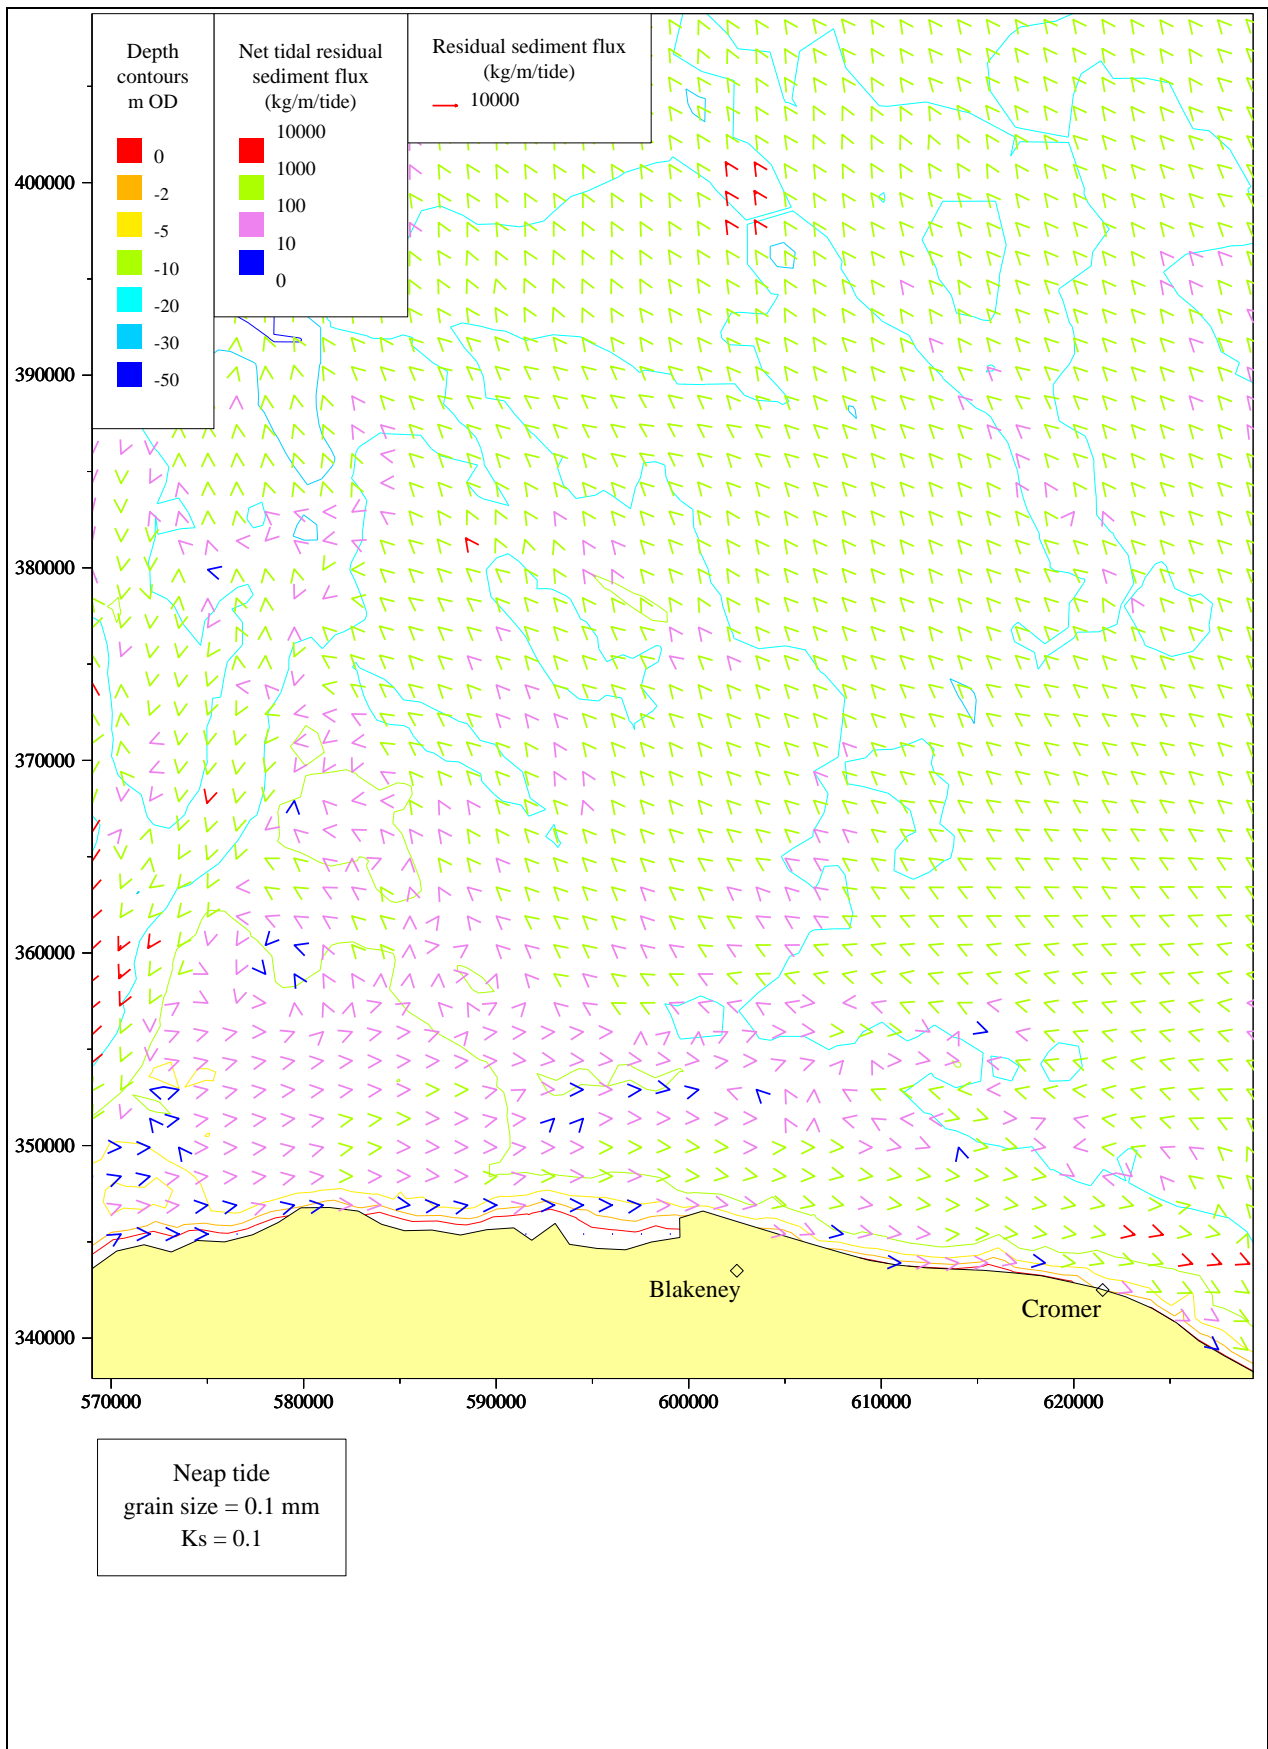 Depth
contours
m OD
0
-2
-5
-10
-20
-30
-50
Net tidal residual
sediment flux
(kg/m/tide)
10000
1000
100
10
0
Residual sediment flux
(kg/m/tide)
10000
400000
390000
380000
370000
360000
350000
340000
Blakeney
Cromer
570000
580000
590000
600000
610000
620000
Neap tide
grain size = 0.1 mm
Ks = 0.1